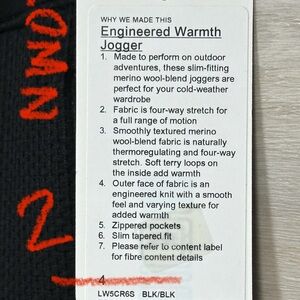 WHY WE MADE THIS
Engineered Warmth
Jogger
1. Made to perform on outdoor
adventures, these slim-fitting
merino wool-blend joggers are
perfect for your cold-weather
wardrobe
2. Fabric is four-way stretch for
a full range of motion
3. Smoothly textured merino
wool-blend fabric is naturally
thermoregulating and four-way
stretch. Soft terry loops on
the inside add warmth
4. Outer face of fabric is an
engineered knit with a smooth
feel and varying texture for
added warmth
5. Zippered pockets
6. Slim tapered fit
7. Please refer to content label
for fibre content details
4
LW5CR6S BLK/BLK
2